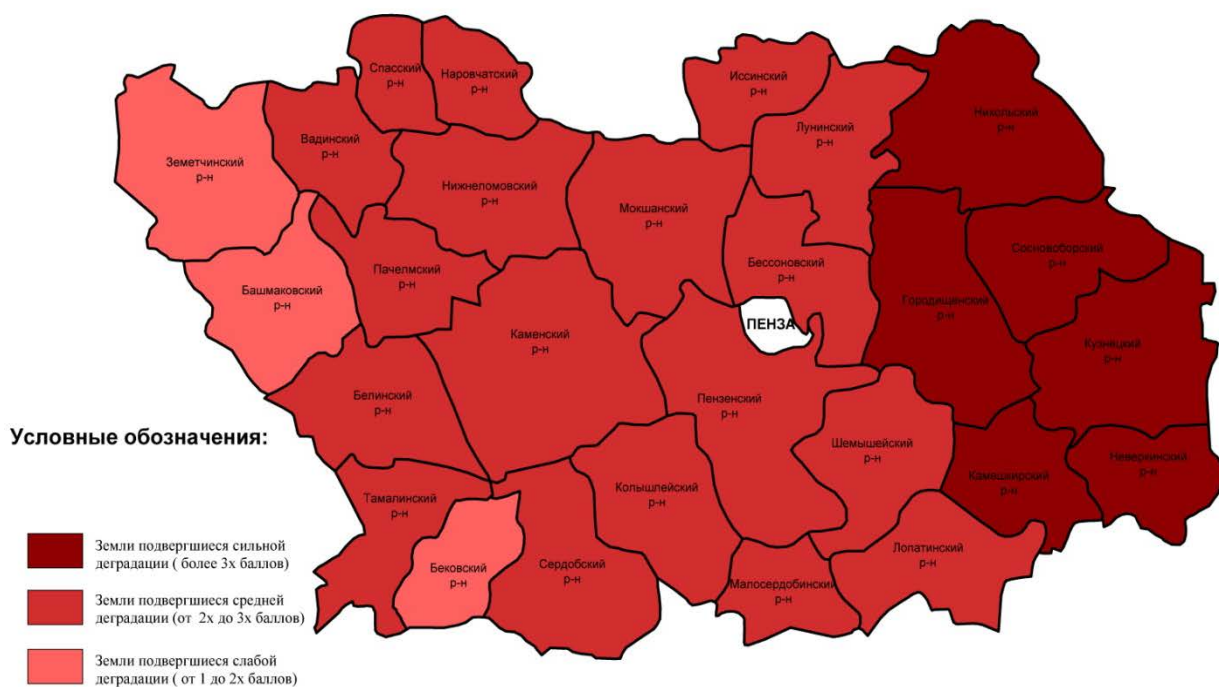 Спасский
р-н
Наровчатский
р-н
Иссинский
р-н
Никольский
р-н
Лунинский
р-н
Вадинский
р-н
Земетчинский
р-н
Нижнеломовский
р-н
Мокшанский
р-н
Сосновоборский
р-н
Бессоновский
р-н
Пачелмский
р-н
Башмаковский
р-н
Городищенский
р-н
ПЕНЗА
Каменский
р-н
Кузнецкий
р-н
Белинский
р-н
Пензенский
р-н
Шемышейский
р-н
Неверкинский
р-н
Камешкирский
р-н
Колышлейский
р-н
Тамалинский
р-н
Лопатинский
р-н
Бековский
р-н
Сердобский
р-н
Малосердобинский
р-н
Условные обозначения:
Земли подвергшиеся сильной
деградации ( более 3х баллов)
Земли подвергшиеся средней
деградации (от 2х до 3х баллов)
Земли подвергшиеся слабой
деградации ( от 1 до 2х баллов)